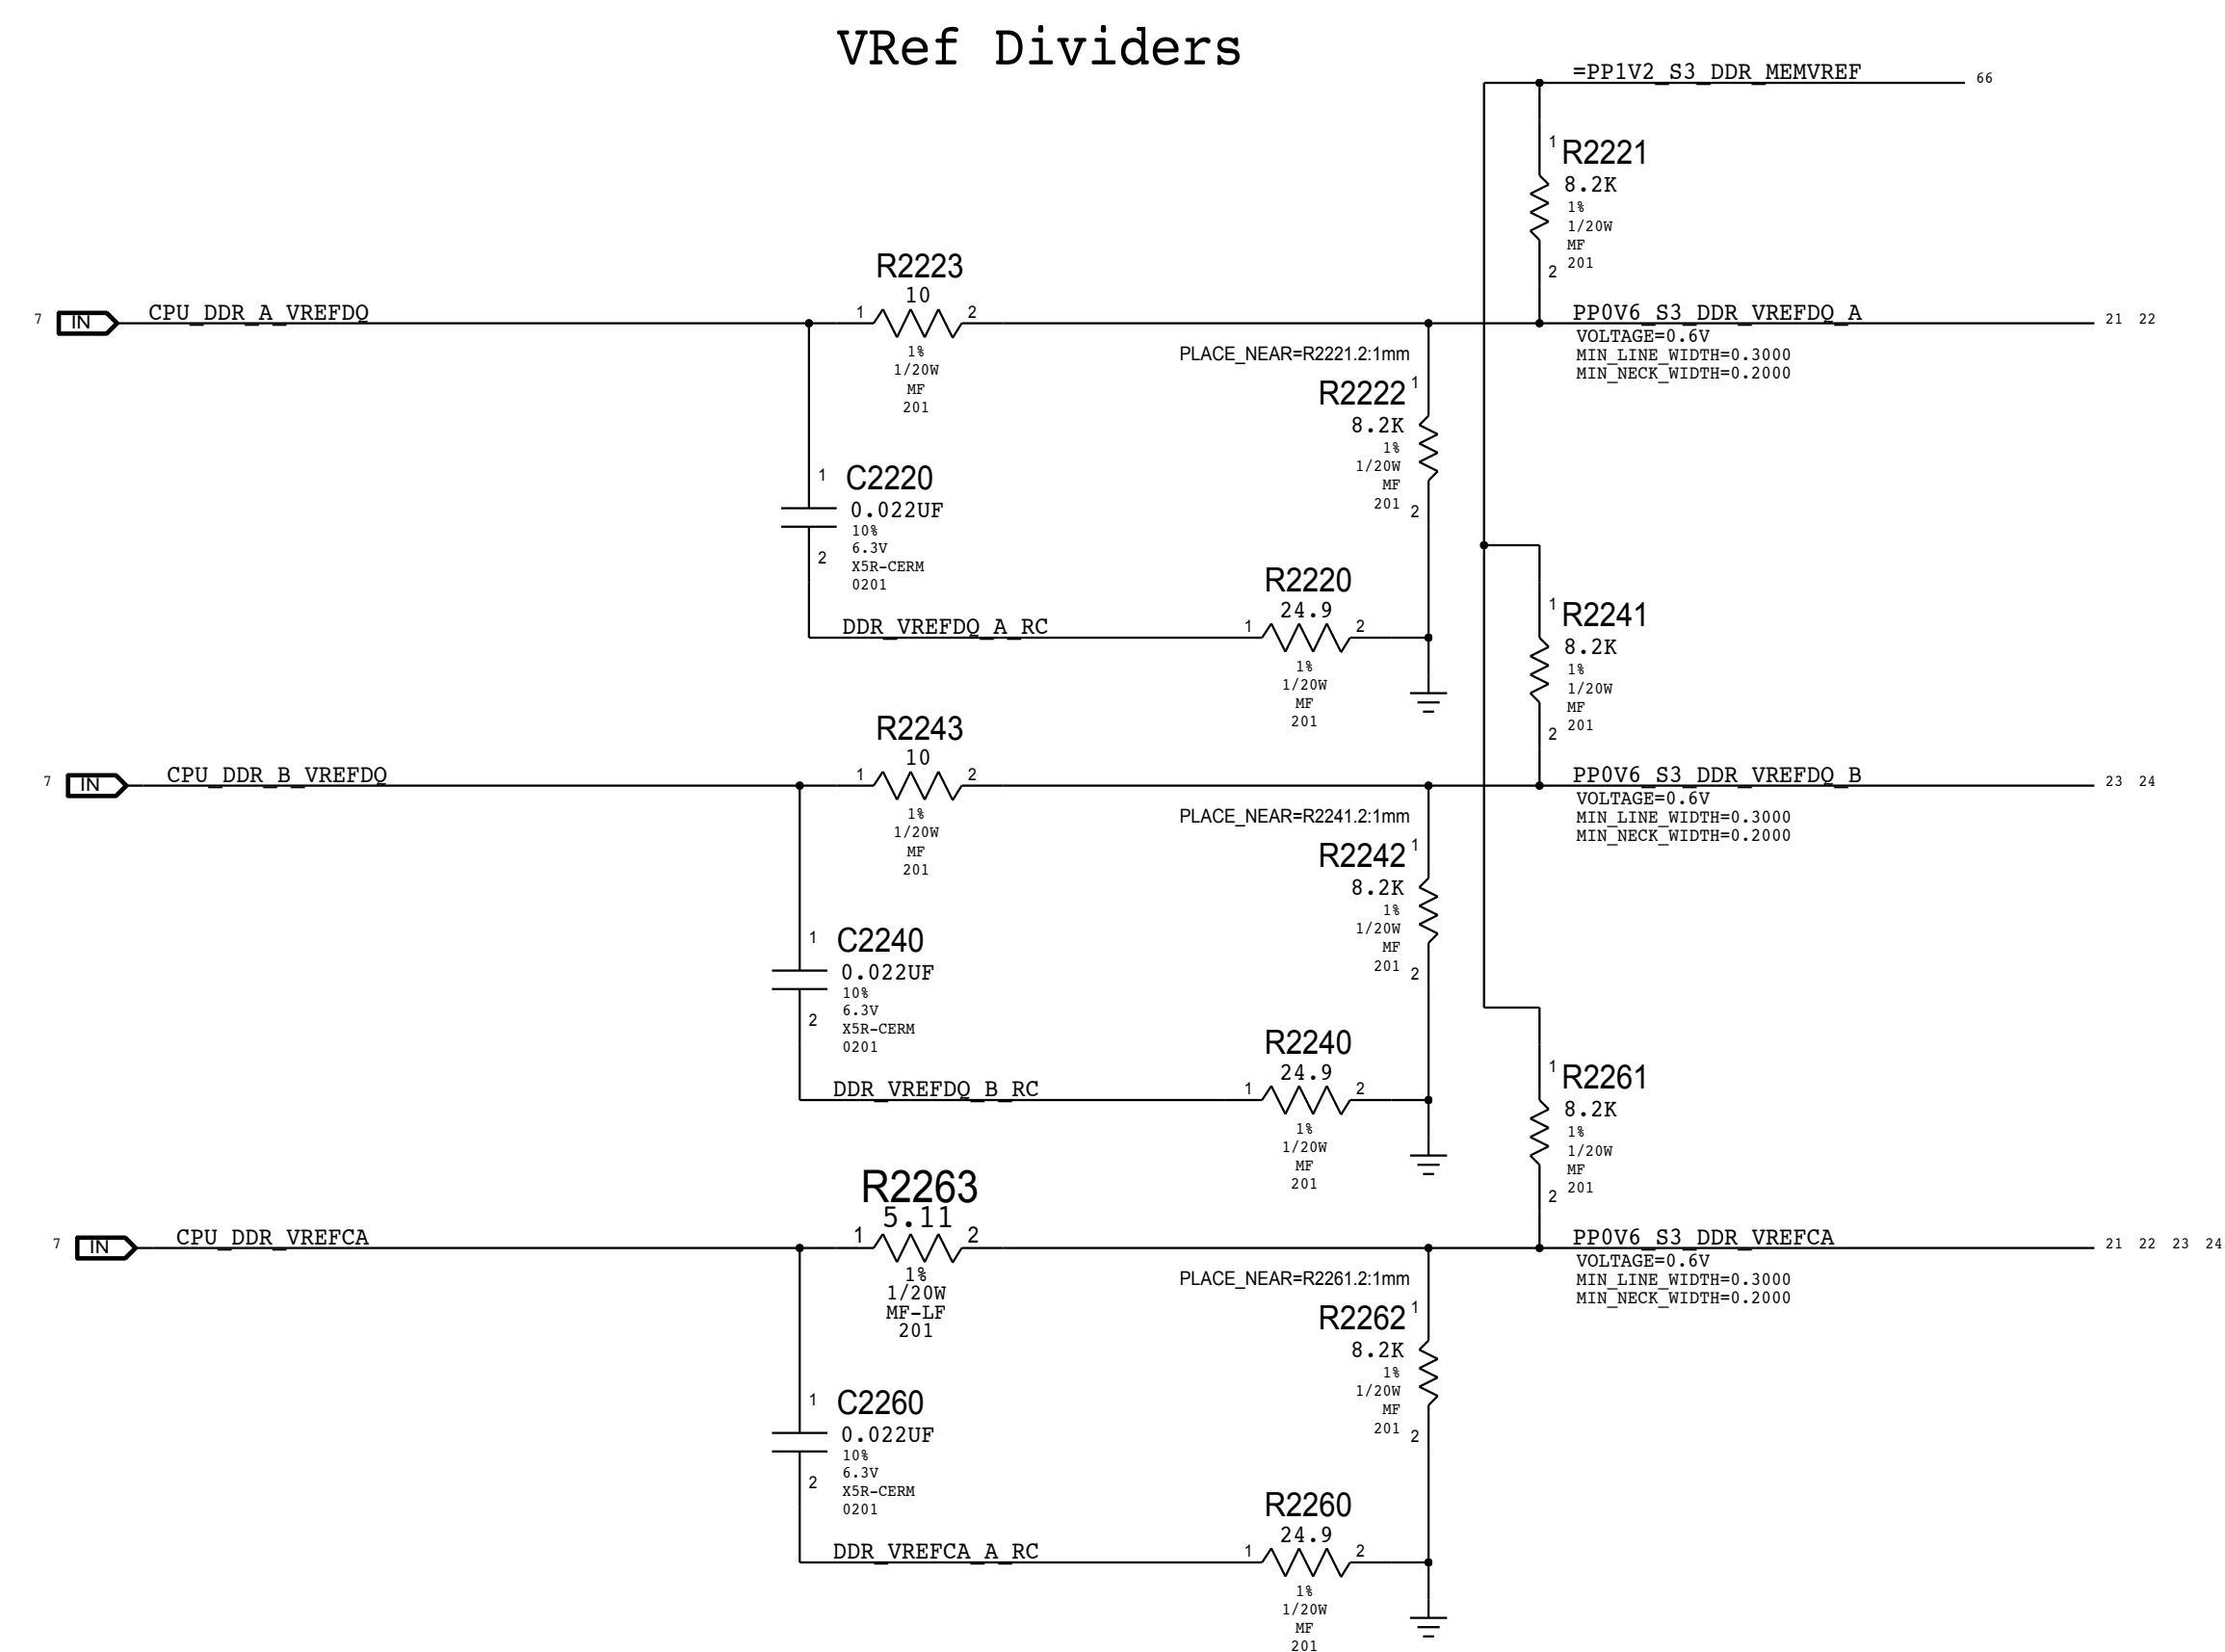 VRef Dividers
=PP1V2_S3_DDR_MEMVREF 66
1 R2221
8.2K
1%
1/20W
MF
201
2
7 IN CPU_DDR_A_VREFDQ
R2223
10
1 2
1%
1/20W
MF
201
PP0V6_S3_DDR_VREFDQ_A 21 22
VOLTAGE=0.6V
MIN_LINE_WIDTH=0.3000
MIN_NECK_WIDTH=0.2000
PLACE_NEAR=R2221.2:1mm
R2222 1
8.2K
1%
1/20W
MF
201 2
1 C2220
0.022UF
10%
6.3V
2 X5R-CERM
0201
DDR_VREFDQ_A_RC
R2220
24.9
1 2
1%
1/20W
MF
201
1 R2241
8.2K
1%
1/20W
MF
201
2
7 IN CPU_DDR_B_VREFDQ
R2243
10
1 2
1%
1/20W
MF
201
PP0V6_S3_DDR_VREFDQ_B 23 24
VOLTAGE=0.6V
MIN_LINE_WIDTH=0.3000
MIN_NECK_WIDTH=0.2000
PLACE_NEAR=R2241.2:1mm
R2242 1
8.2K
1%
1/20W
MF
201 2
1 C2240
0.022UF
10%
6.3V
2 X5R-CERM
0201
DDR_VREFDQ_B_RC
R2240
24.9
1 2
1%
1/20W
MF
201
1 R2261
8.2K
1%
1/20W
MF
201
2
7 IN CPU_DDR_VREFCA
R2263
5.11
1 2
1%
1/20W
MF-LF
201
PP0V6_S3_DDR_VREFCA 21 22 23 24
VOLTAGE=0.6V
MIN_LINE_WIDTH=0.3000
MIN_NECK_WIDTH=0.2000
PLACE_NEAR=R2261.2:1mm
R2262 1
8.2K
1%
1/20W
MF
201 2
1 C2260
0.022UF
10%
6.3V
2 X5R-CERM
0201
DDR_VREFCA_A_RC
R2260
24.9
1 2
1%
1/20W
MF
201